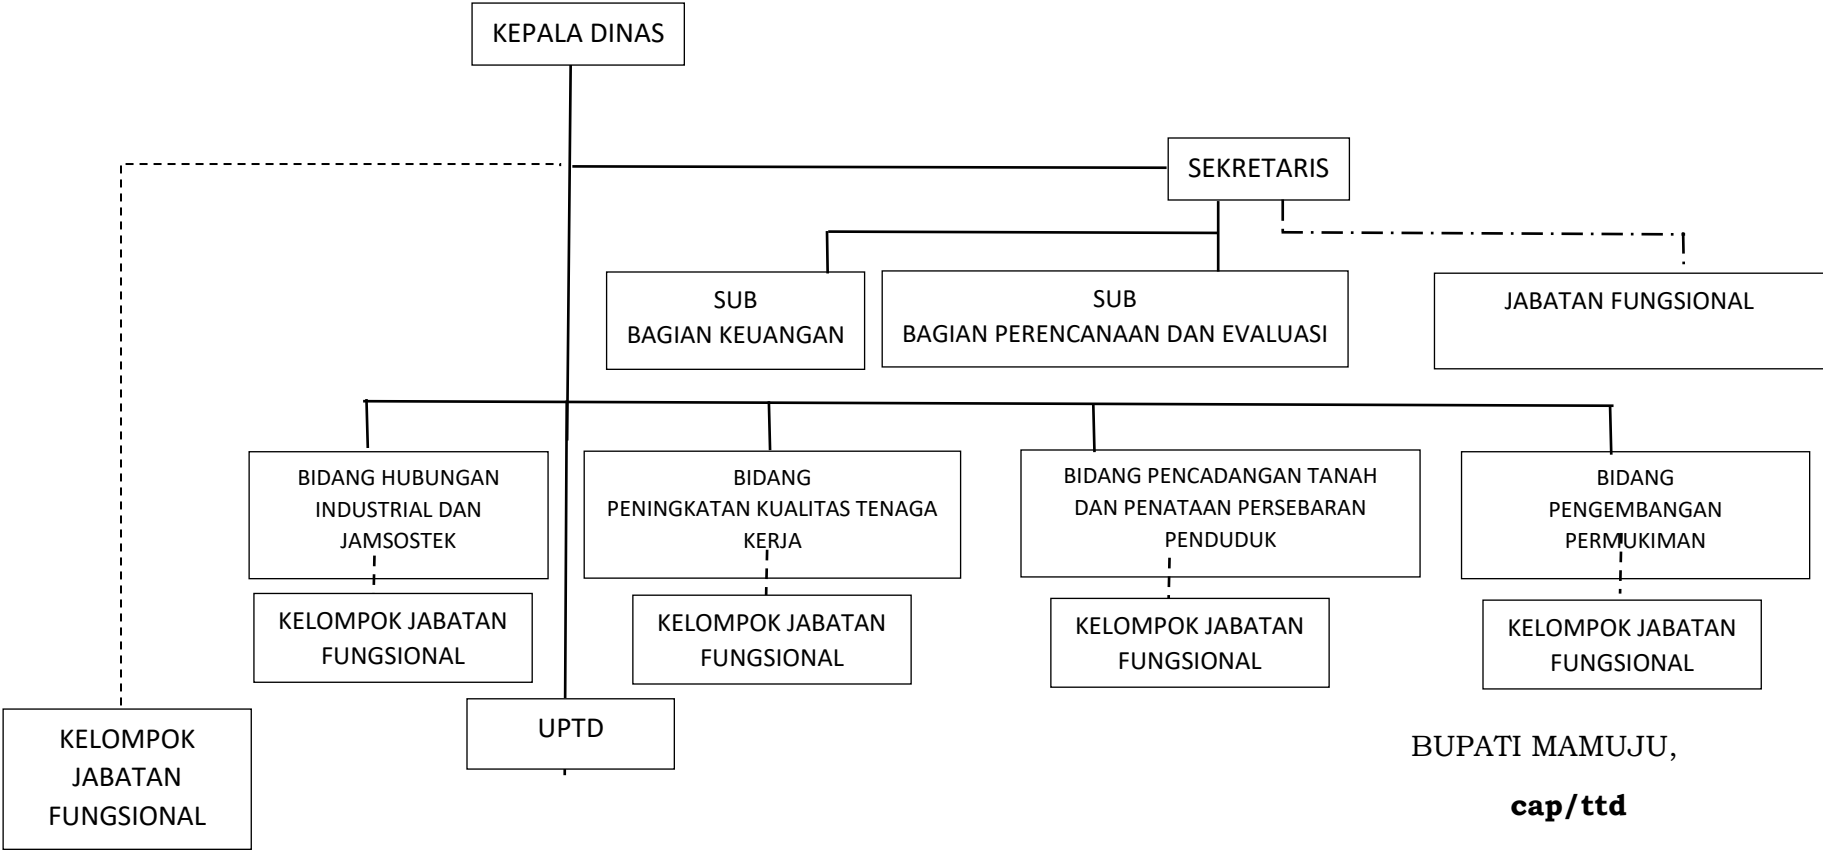 KEPALA DINAS
SEKRETARIS
SUB
BAGIAN KEUANGAN
SUB
BAGIAN PERENCANAAN DAN EVALUASI
JABATAN FUNGSIONAL
BIDANG HUBUNGAN
INDUSTRIAL DAN
JAMSOSTEK
BIDANG
PENINGKATAN KUALITAS TENAGA
KERJA
BIDANG PENCADANGAN TANAH
DAN PENATAAN PERSEBARAN
PENDUDUK
BIDANG
PENGEMBANGAN
PERMUKIMAN
KELOMPOK JABATAN
FUNGSIONAL
KELOMPOK JABATAN
FUNGSIONAL
KELOMPOK JABATAN
FUNGSIONAL
KELOMPOK JABATAN
FUNGSIONAL
KELOMPOK
JABATAN
FUNGSIONAL
UPTD
BUPATI MAMUJU,
cap/ttd